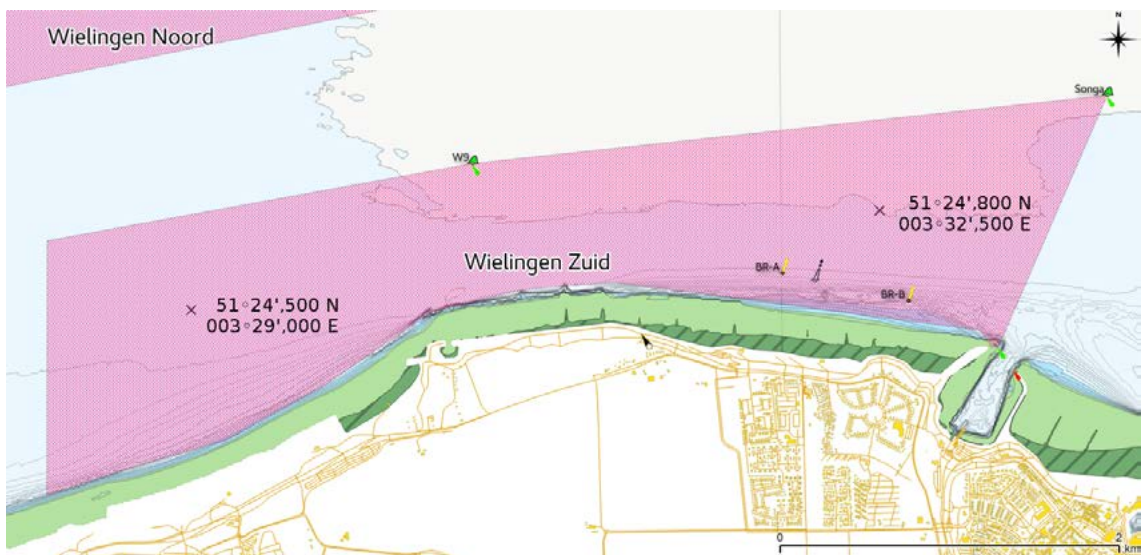 N
Wielingen Noord
Songa
W9
51◦24',800 N
003◦32',500 E
Wielingen Zuid
BR-A
BR-B
51◦24',500 N
003◦29',000 E
0
2
km